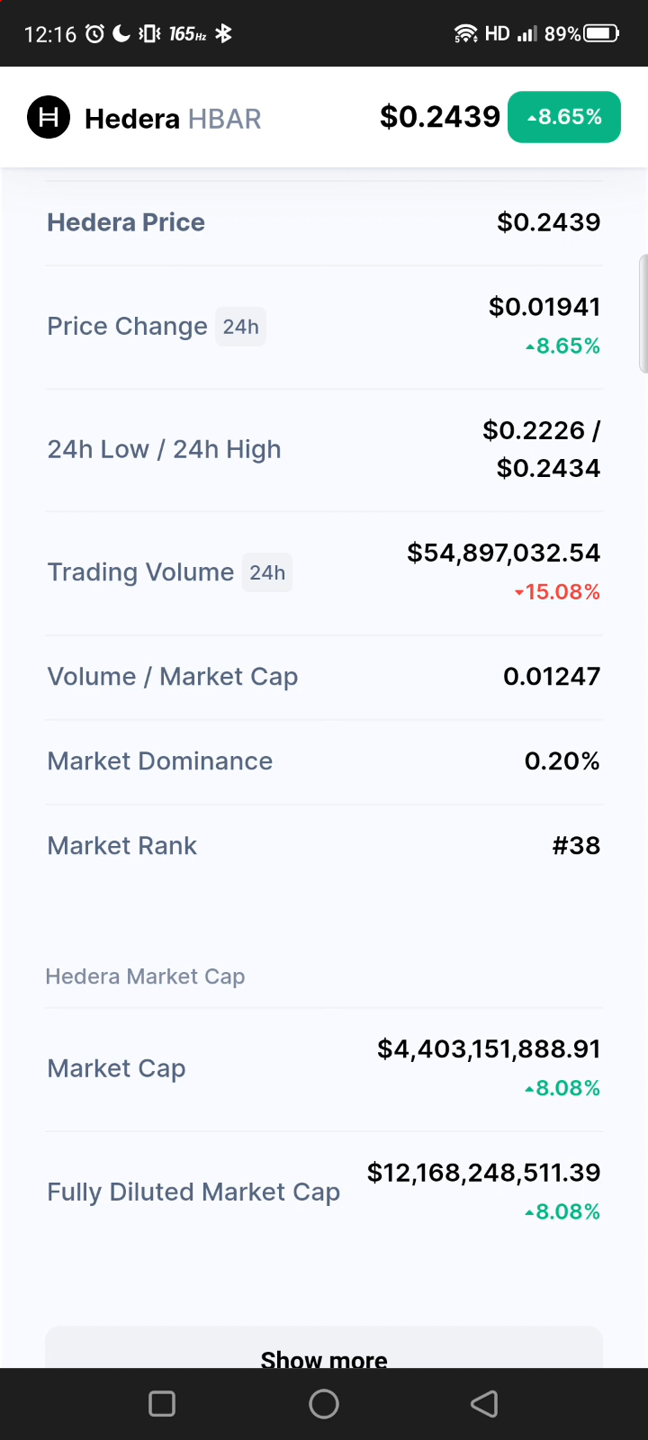 12:16 165Hz 5 HD 89%
Hedera HBAR $0.2439 8.65%
Hedera Price $0.2439
Price Change 24h $0.01941
8.65%
24h Low / 24h High $0.2226 /
$0.2434
Trading Volume 24h $54,897,032.54
15.08%
Volume / Market Cap 0.01247
Market Dominance 0.20%
Market Rank #38
Hedera Market Cap
Market Cap $4,403,151,888.91
8.08%
Fully Diluted Market Cap $12,168,248,511.39
8.08%
Show more